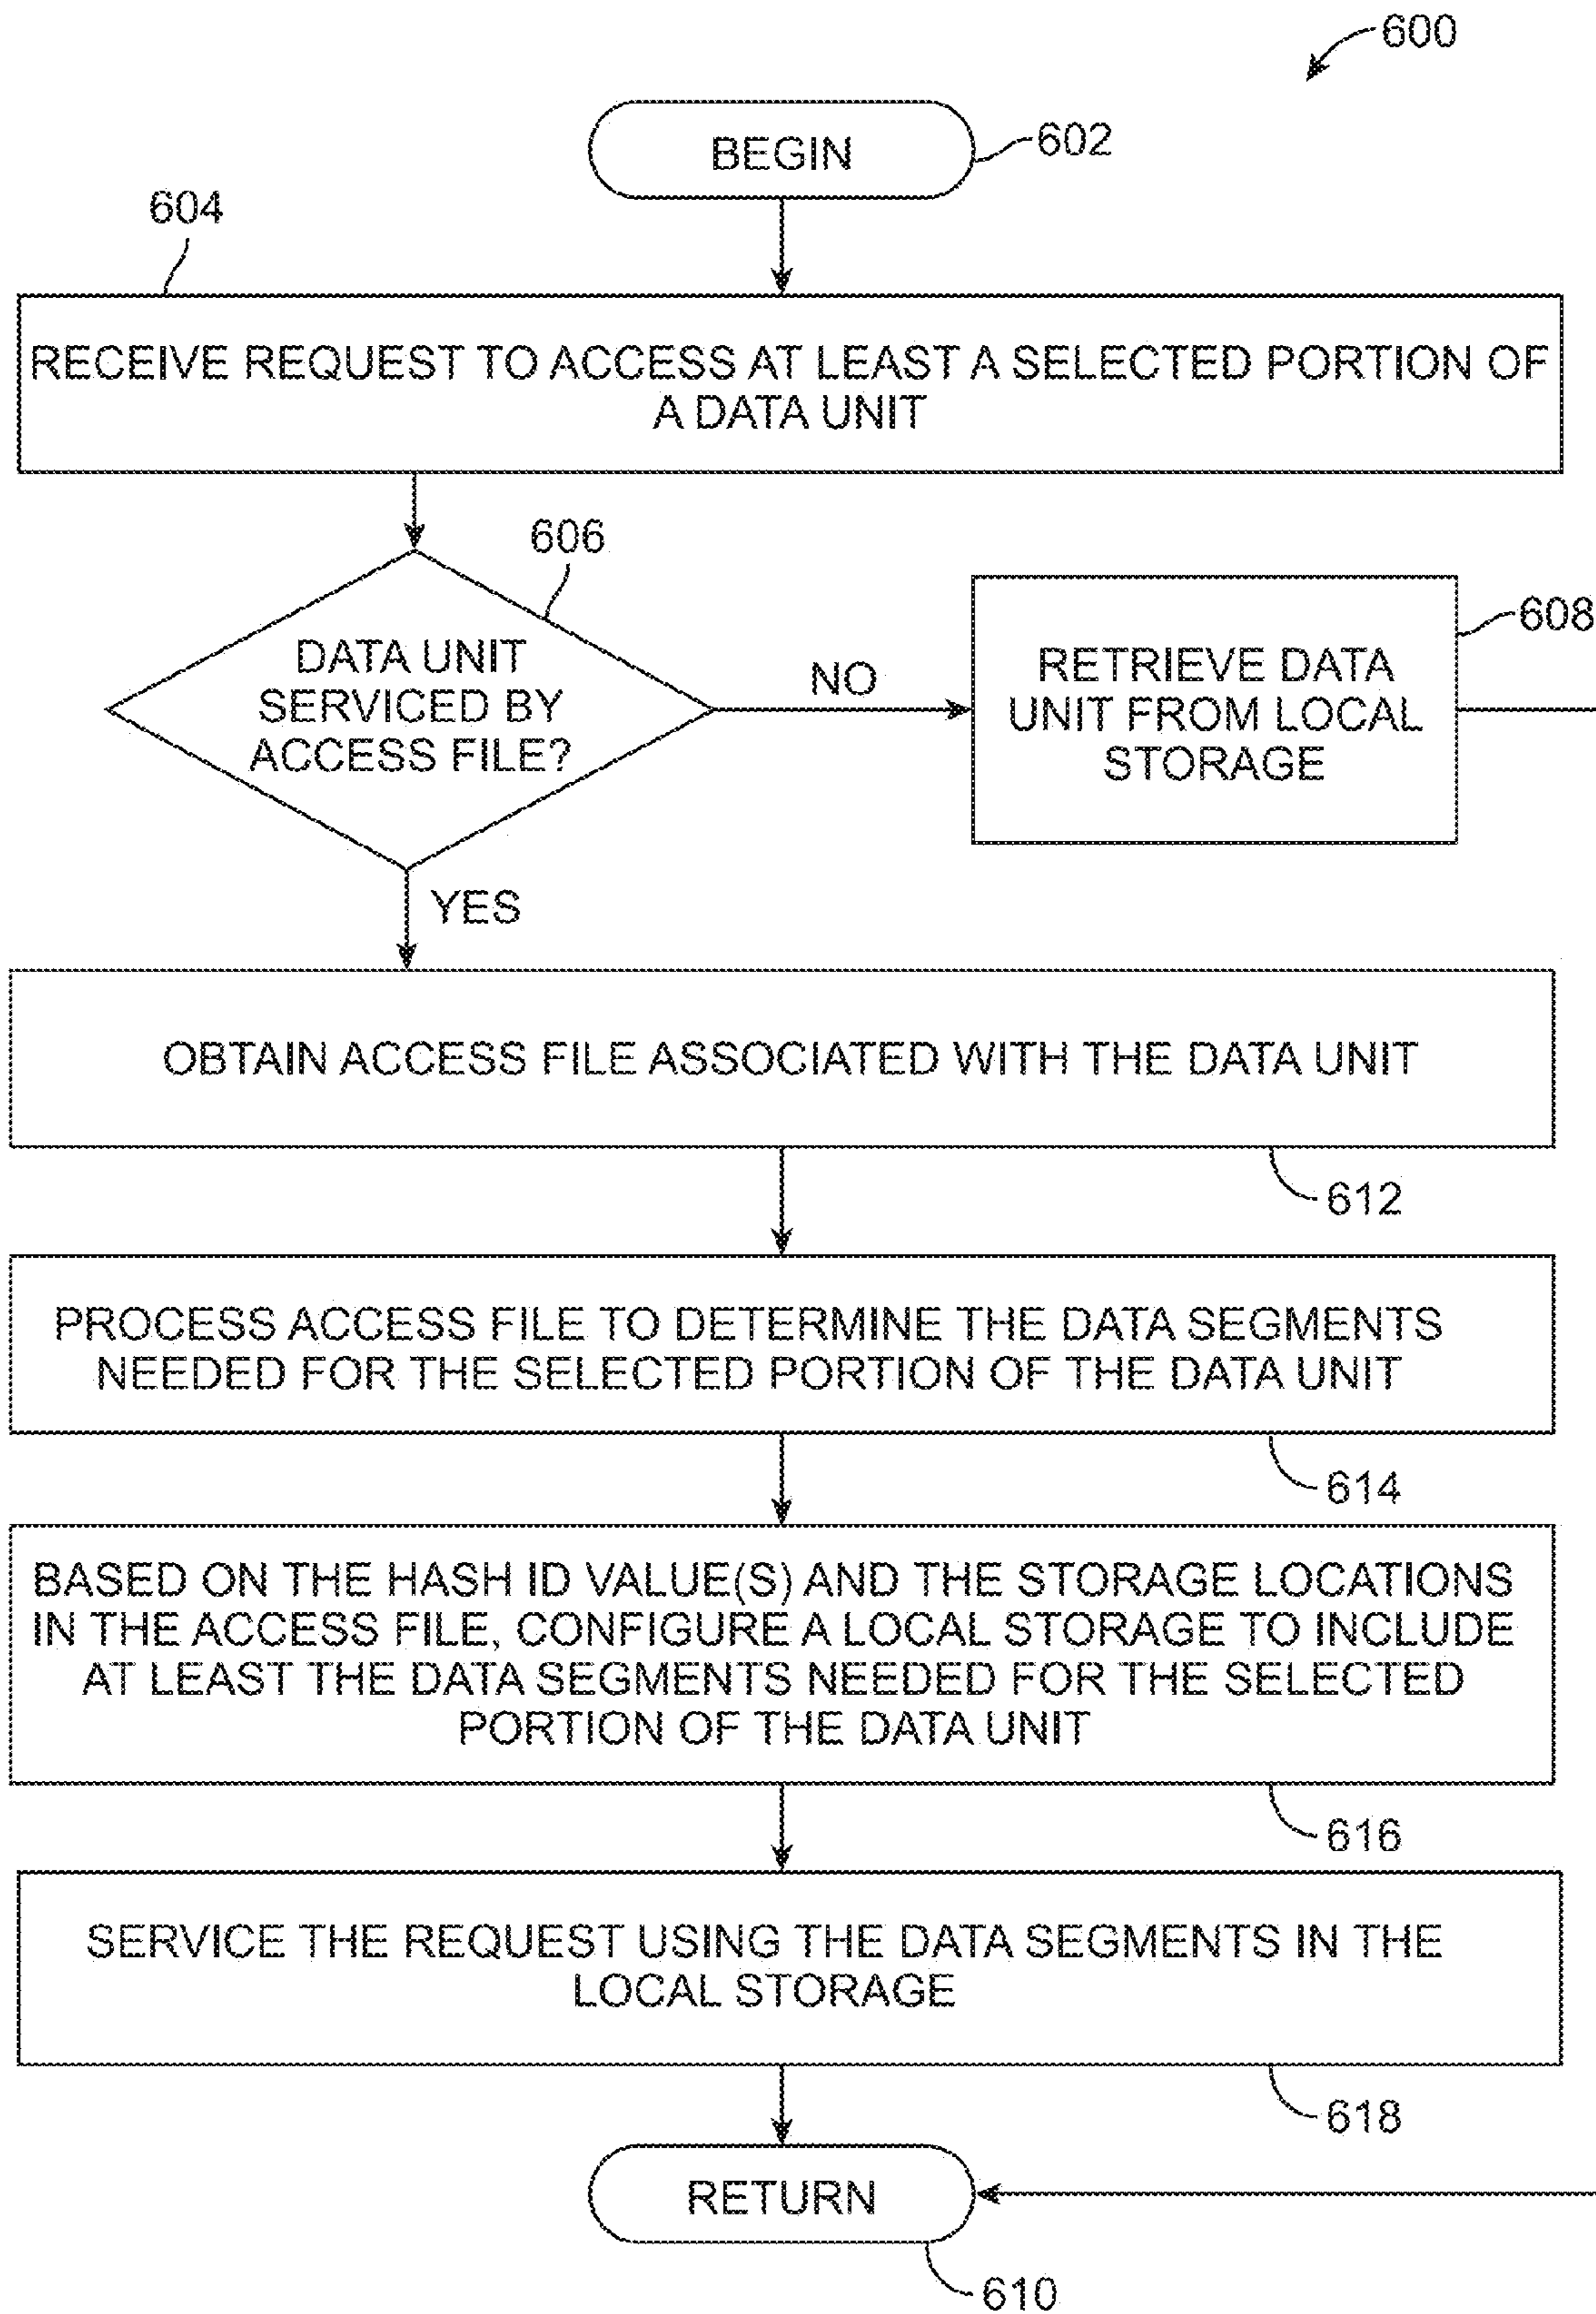 600
BEGIN
602
604
RECEIVE REQUEST TO ACCESS AT LEAST A SELECTED PORTION OF
A DATA UNIT
606
DATA UNIT
SERVICED BY
ACCESS FILE?
NO
608
RETRIEVE DATA
UNIT FROM LOCAL
STORAGE
YES
OBTAIN ACCESS FILE ASSOCIATED WITH THE DATA UNIT
612
PROCESS ACCESS FILE TO DETERMINE THE DATA SEGMENTS
NEEDED FOR THE SELECTED PORTION OF THE DATA UNIT
614
BASED ON THE HASH ID VALUE(S) AND THE STORAGE LOCATIONS
IN THE ACCESS FILE, CONFIGURE A LOCAL STORAGE TO INCLUDE
AT LEAST THE DATA SEGMENTS NEEDED FOR THE SELECTED
PORTION OF THE DATA UNIT
616
SERVICE THE REQUEST USING THE DATA SEGMENTS IN THE
LOCAL STORAGE
618
RETURN
610